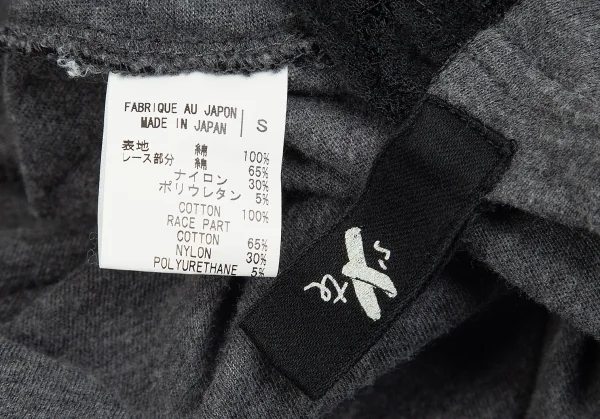 FABRIQUE AU JAPON
MADE IN JAPAN
S
表地 綿 100%
レース部分 綿 65%
ナイロン 30%
ポリウレタン 5%
COTTON 100%
RACE PART
COTTON 65%
NYLON 30%
POLYURETHANE 5%
s'Yte